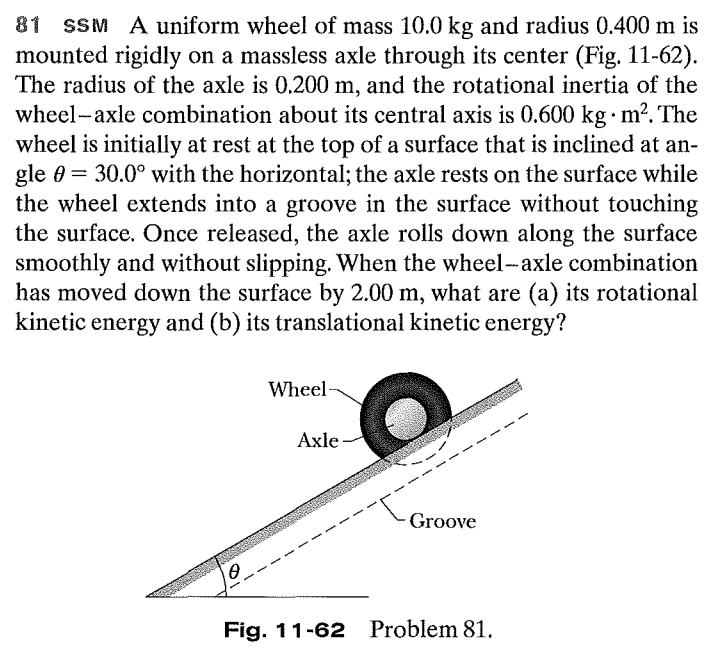 81 SSM A uniform wheel of mass 10.0 kg and radius 0.400 m is
mounted rigidly on a massless axle through its center (Fig. 11-62).
The radius of the axle is 0.200 m, and the rotational inertia of the
wheel–axle combination about its central axis is 0.600 kg · m². The
wheel is initially at rest at the top of a surface that is inclined at an-
gle θ = 30.0° with the horizontal; the axle rests on the surface while
the wheel extends into a groove in the surface without touching
the surface. Once released, the axle rolls down along the surface
smoothly and without slipping. When the wheel–axle combination
has moved down the surface by 2.00 m, what are (a) its rotational
kinetic energy and (b) its translational kinetic energy?
Wheel
Axle
Groove
θ
Fig. 11-62 Problem 81.